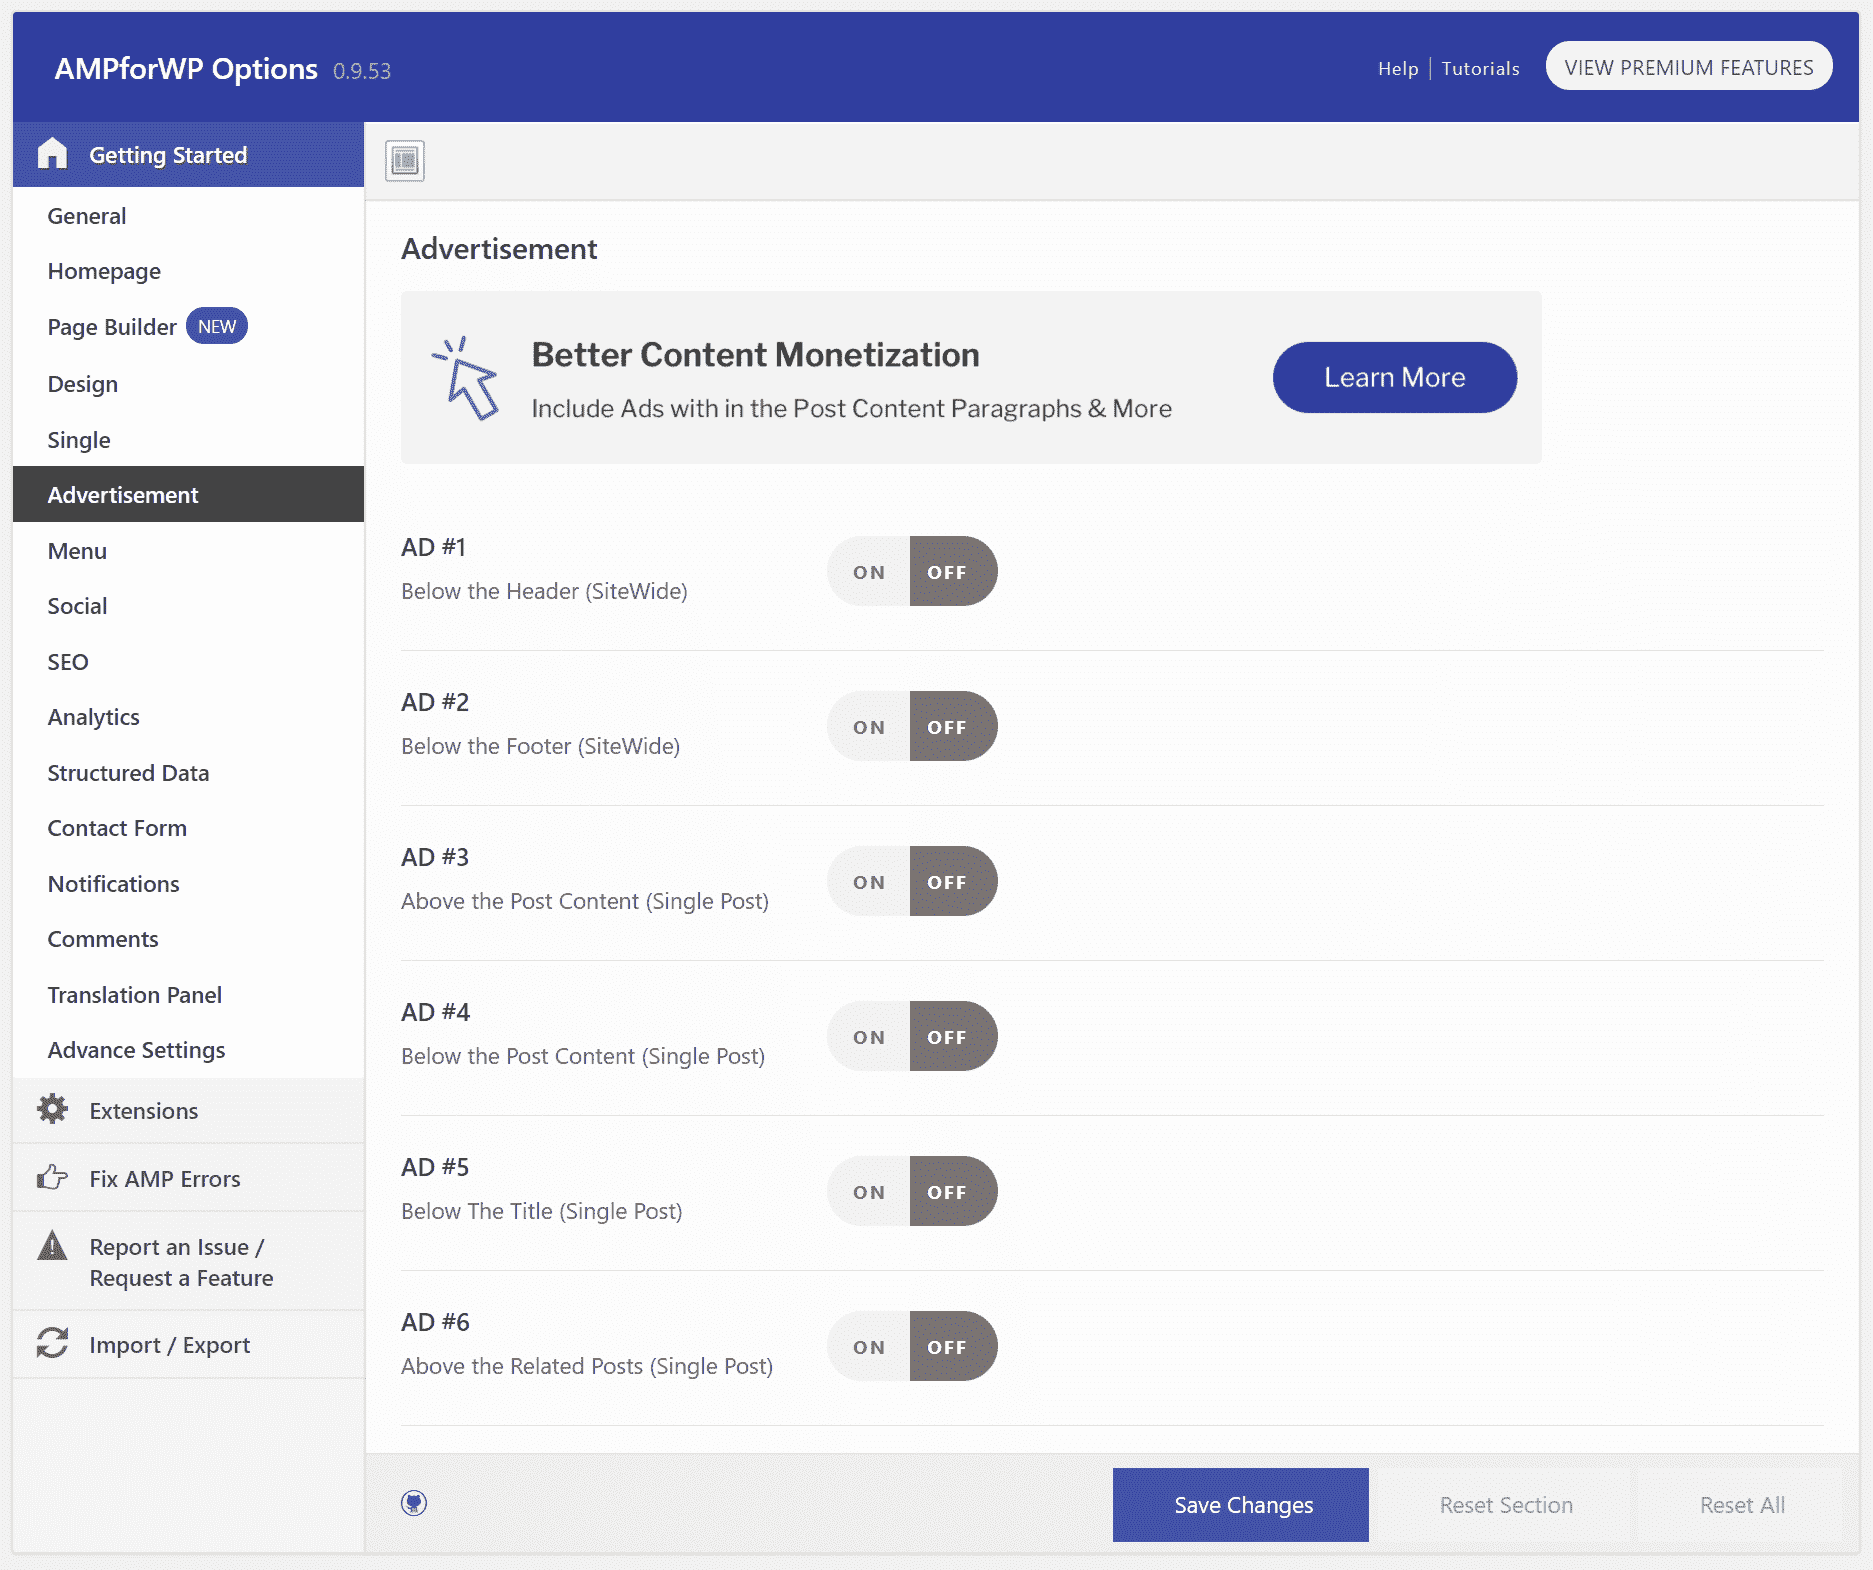 AMPforWP Options 0.9.53
Help | Tutorials
VIEW PREMIUM FEATURES
Getting Started
General
Homepage
Page Builder NEW
Design
Single
Advertisement
Menu
Social
SEO
Analytics
Structured Data
Contact Form
Notifications
Comments
Translation Panel
Advance Settings
Extensions
Fix AMP Errors
Report an Issue /
Request a Feature
Import / Export
Advertisement
Better Content Monetization
Include Ads with in the Post Content Paragraphs & More
Learn More
AD #1
Below the Header (SiteWide)
ON OFF
AD #2
Below the Footer (SiteWide)
ON OFF
AD #3
Above the Post Content (Single Post)
ON OFF
AD #4
Below the Post Content (Single Post)
ON OFF
AD #5
Below The Title (Single Post)
ON OFF
AD #6
Above the Related Posts (Single Post)
ON OFF
Save Changes
Reset Section
Reset All